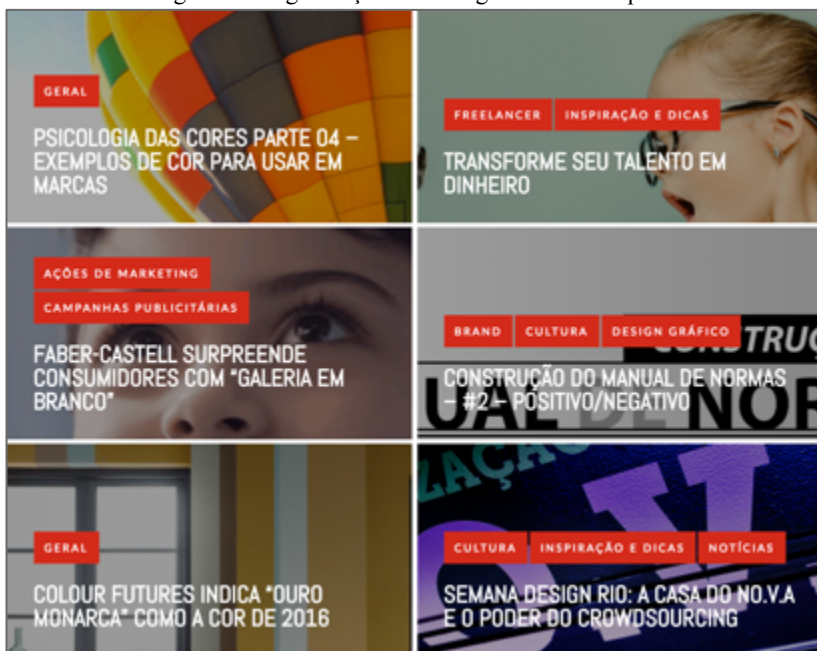 GERAL
PSICOLOGIA DAS CORES PARTE 04 –
EXEMPLOS DE COR PARA USAR EM
MARCAS
FREELANCER INSPIRAÇÃO E DICAS
TRANSFORME SEU TALENTO EM
DINHEIRO
AÇÕES DE MARKETING
CAMPANHAS PUBLICITÁRIAS
FABER-CASTELL SURPREENDE
CONSUMIDORES COM “GALERIA EM
BRANCO”
BRAND CULTURA DESIGN GRÁFICO
CONSTRUÇÃO DO MANUAL DE NORMAS
– #2 – POSITIVO/NEGATIVO
GERAL
COLOUR FUTURES INDICA “OURO
MONARCA” COMO A COR DE 2016
CULTURA INSPIRAÇÃO E DICAS NOTÍCIAS
SEMANA DESIGN RIO: A CASA DO NO.V.A
E O PODER DO CROWDSOURCING